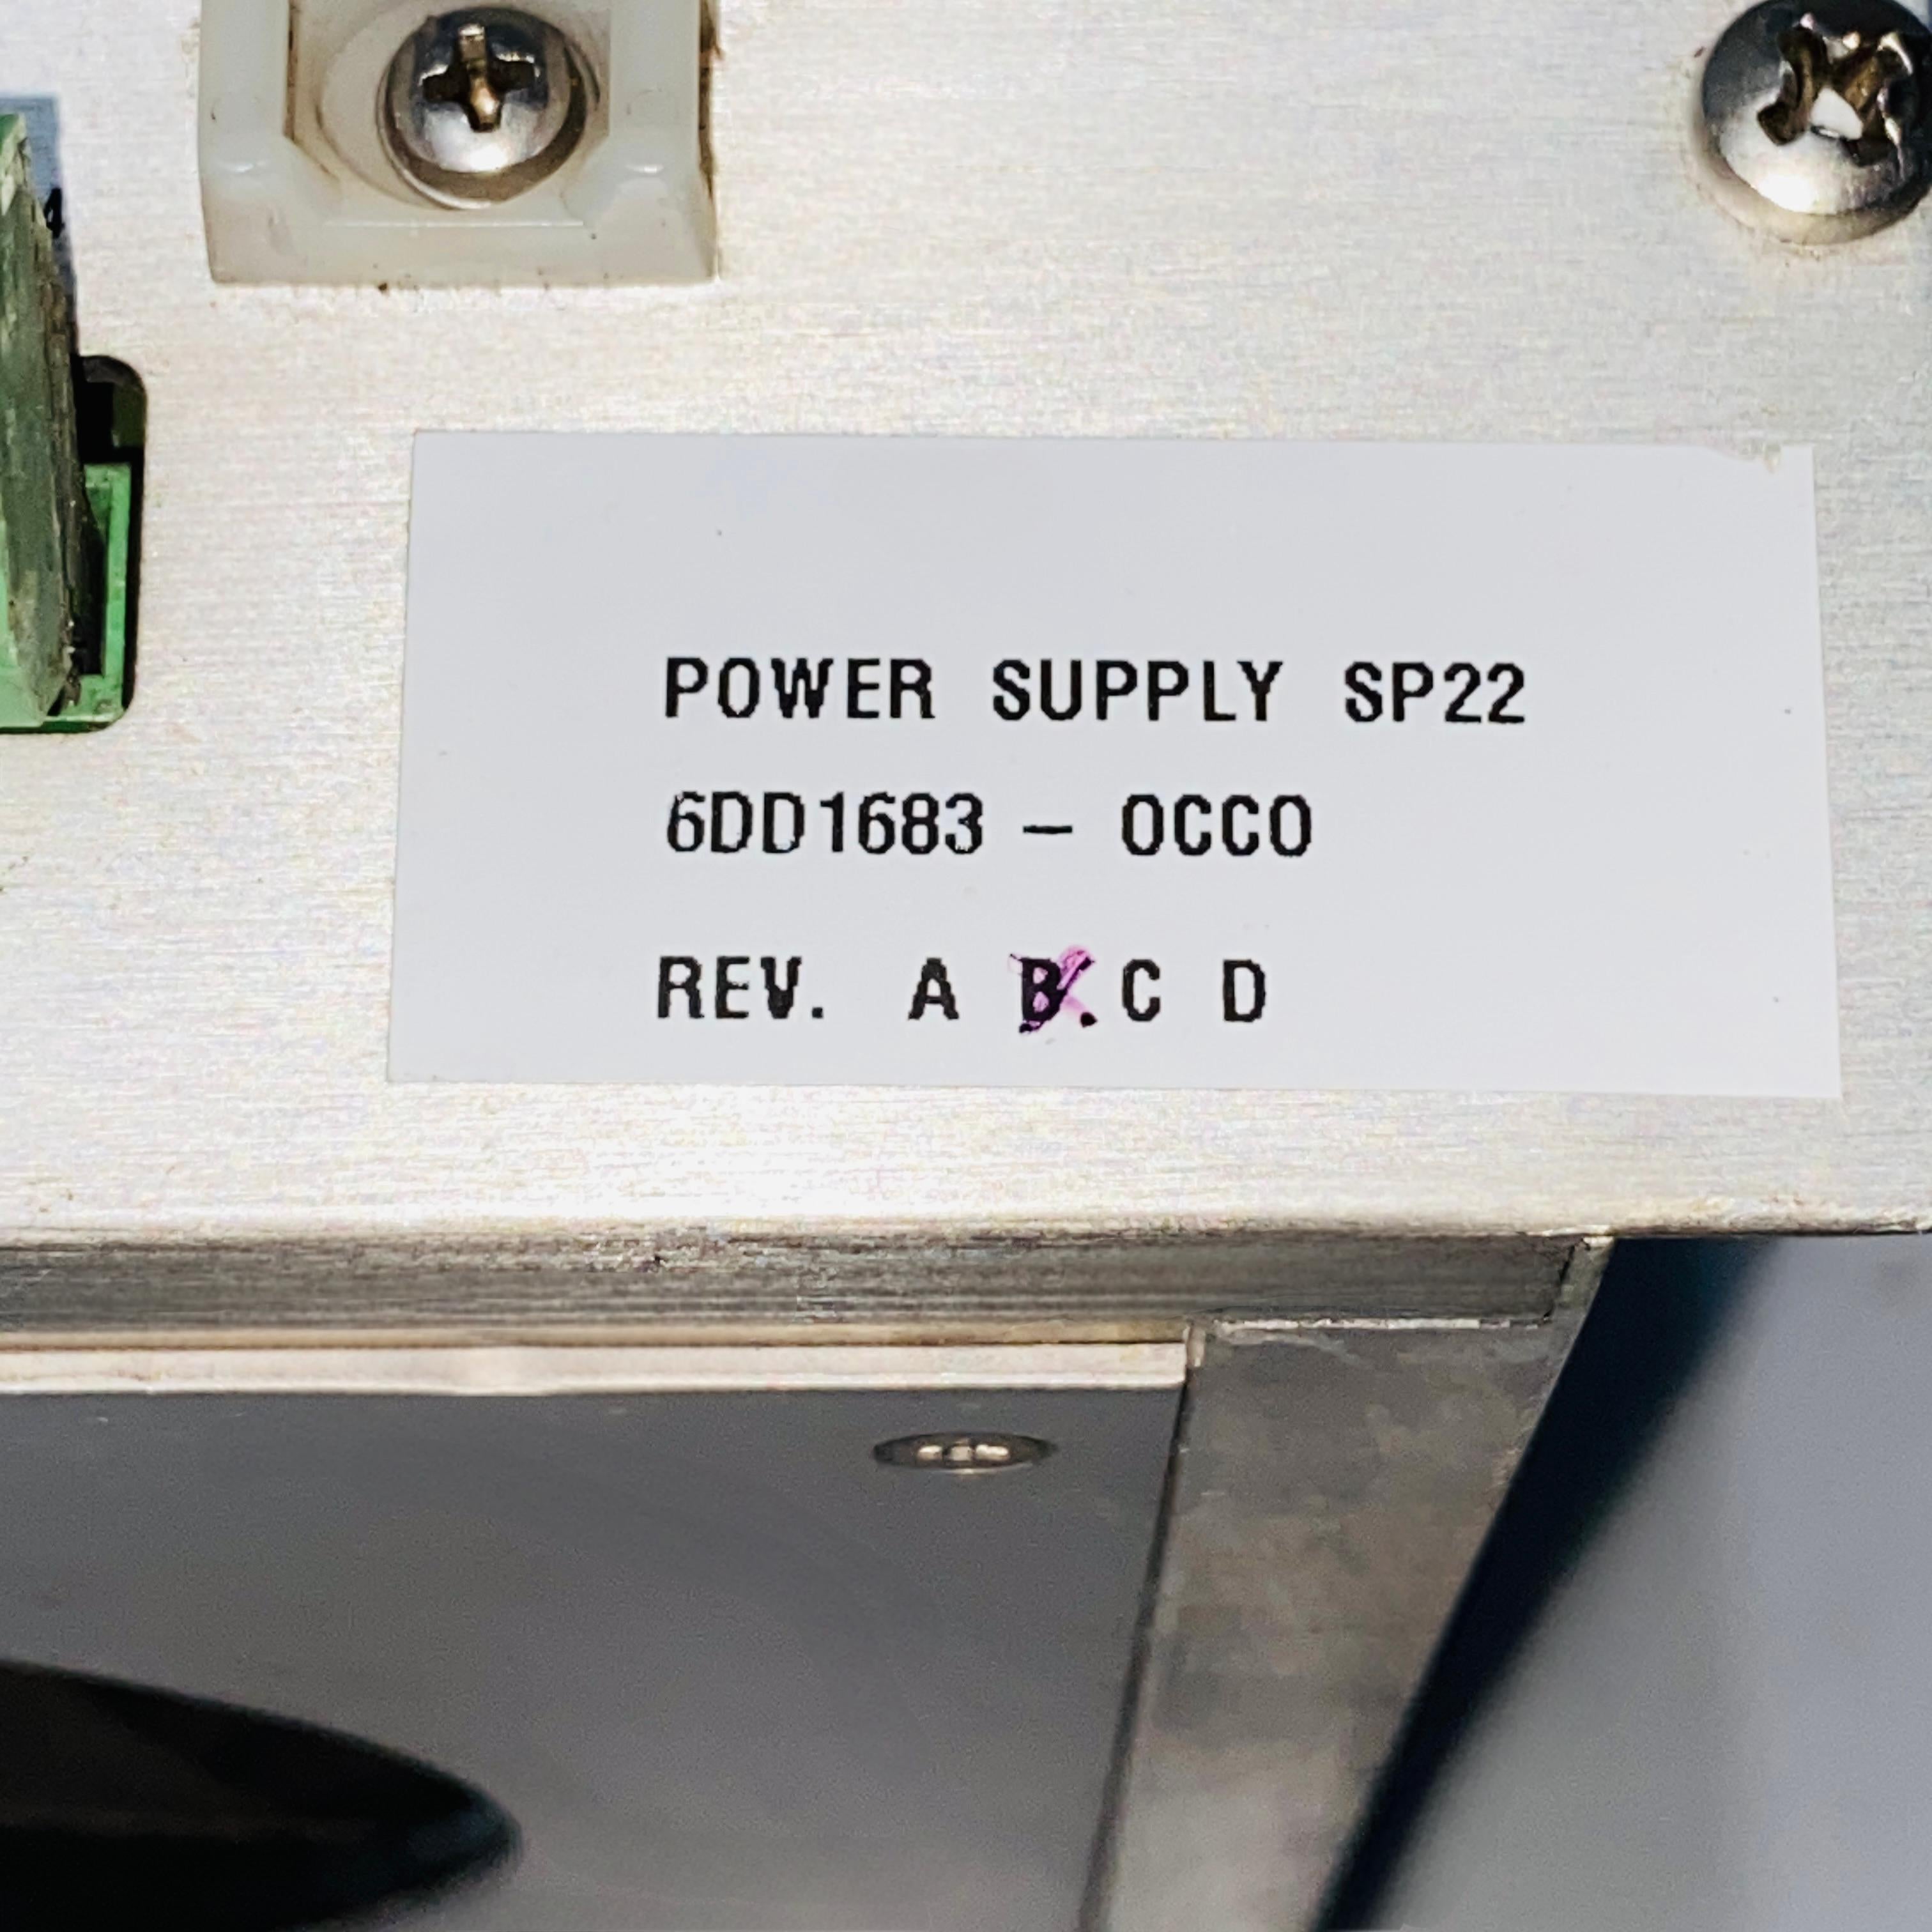 POWER SUPPLY SP22
6DD1683 - 0CC0
REV. A B C D